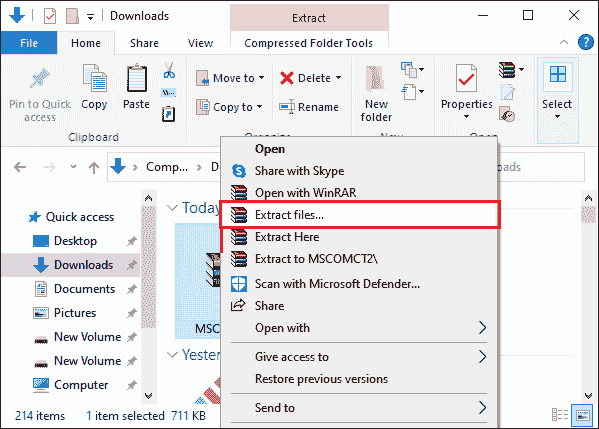 Downloads
Extract
File
Home
Share
View
Compressed Folder Tools
Pin to Quick access
Copy
Paste
Move to
Copy to
Delete
Rename
New folder
Properties
Select
Clipboard
Comp...
Quick access
Desktop
Downloads
Documents
Pictures
New Volume
New Volume
Computer
Today
MSCO
Yester
Open
Share with Skype
Open with WinRAR
Extract files...
Extract Here
Extract to MSCOMCT2\
Scan with Microsoft Defender...
Share
Open with
Give access to
Restore previous versions
Send to
214 items
1 item selected
711 KB